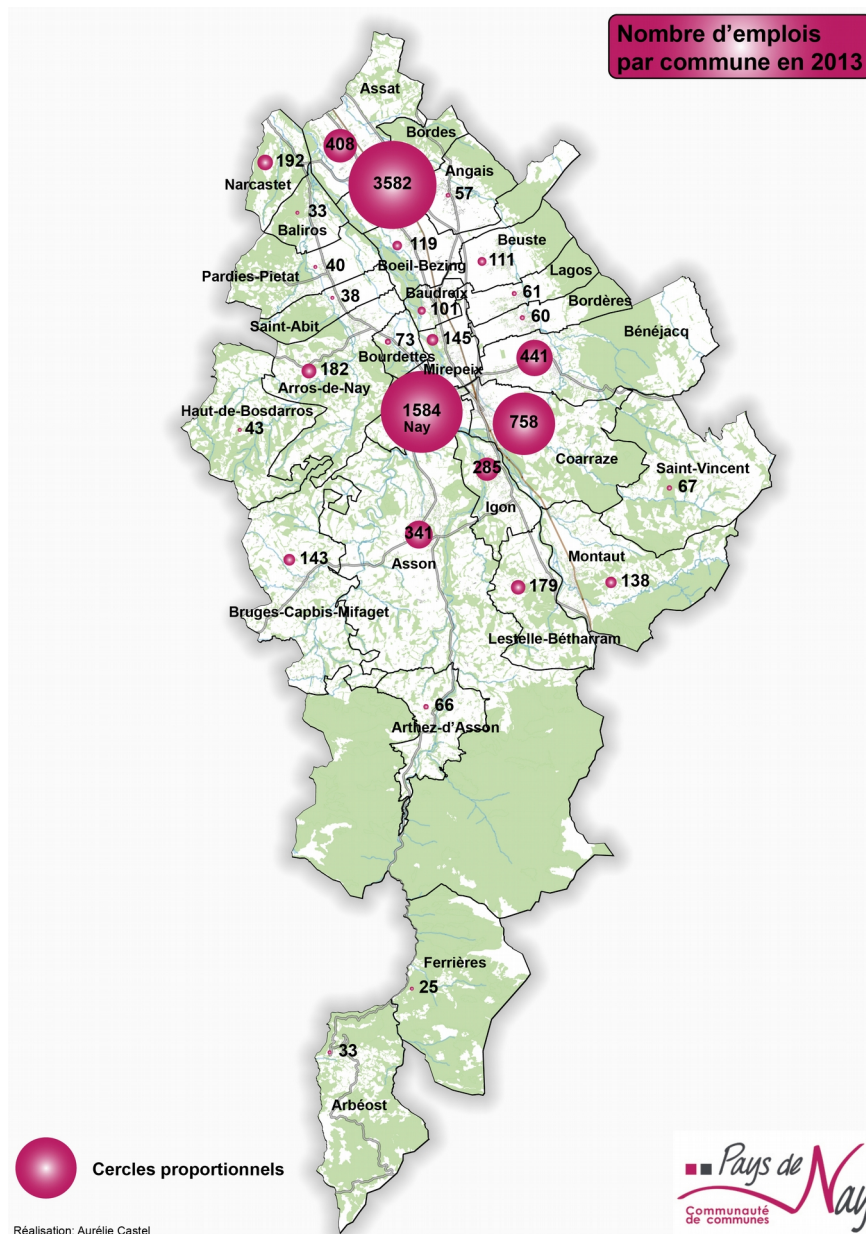 Nombre d’emplois
par commune en 2013
Assat
408
Bordes
3582
192
Narcastet
Angais
57
33
Baliros
119
Boeil-Bezing
Beuste
111
Pardies-Pietat
40
Lagos
61
Baudreix
101
38
Saint-Abit
Bordères
60
Bénéjacq
441
73
Bourdettes
145
Mirepeix
182
Arros-de-Nay
Haut-de-Bosdarros
43
1584
Nay
758
Coarraze
Saint-Vincent
67
285
Igon
341
Asson
143
Bruges-Capbis-Mifaget
Montaut
138
179
Lestelle-Bétharram
66
Arthez-d’Asson
Ferrières
25
33
Arbéost
Cercles proportionnels
Pays de
Nay
Communauté
de communes
Réalisation: Aurélie Castel